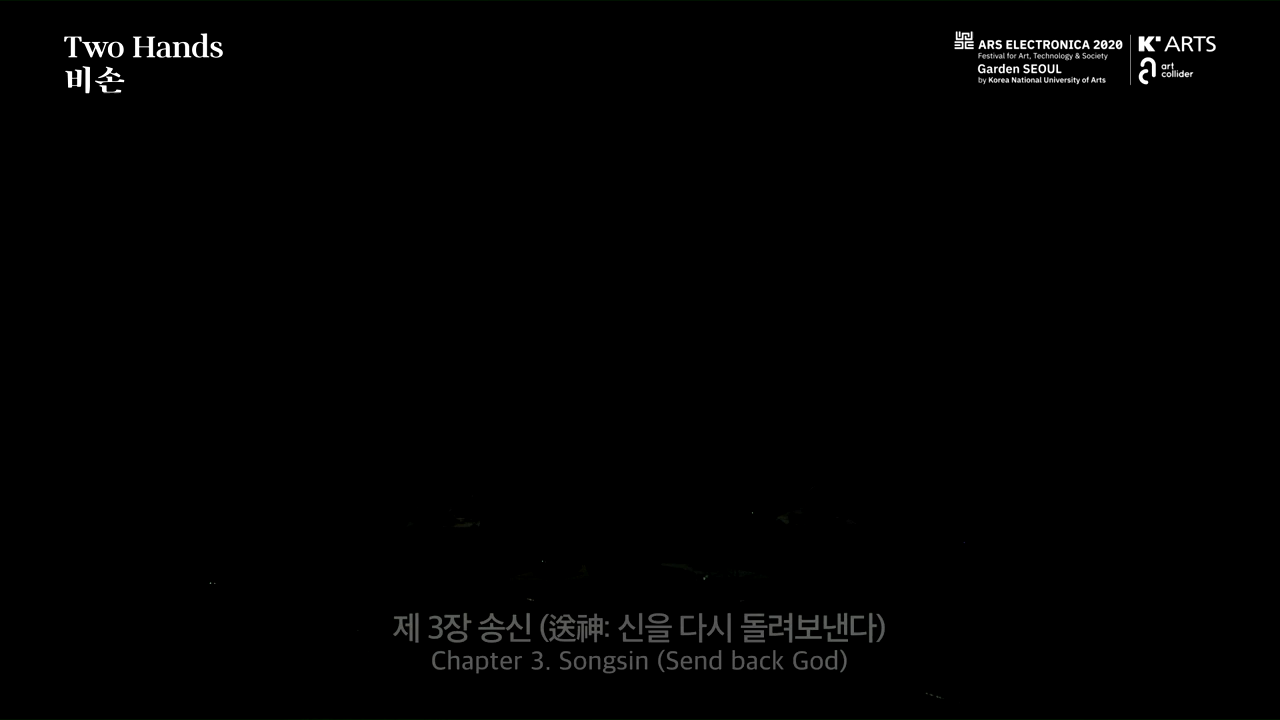 Two Hands
비손
ARS ELECTRONICA 2020
Festival for Art, Technology & Society
Garden SEOUL
by Korea National University of Arts
K ARTS
art
collider
제 3장 송신 (送神: 신을 다시 돌려보낸다)
Chapter 3. Songsin (Send back God)